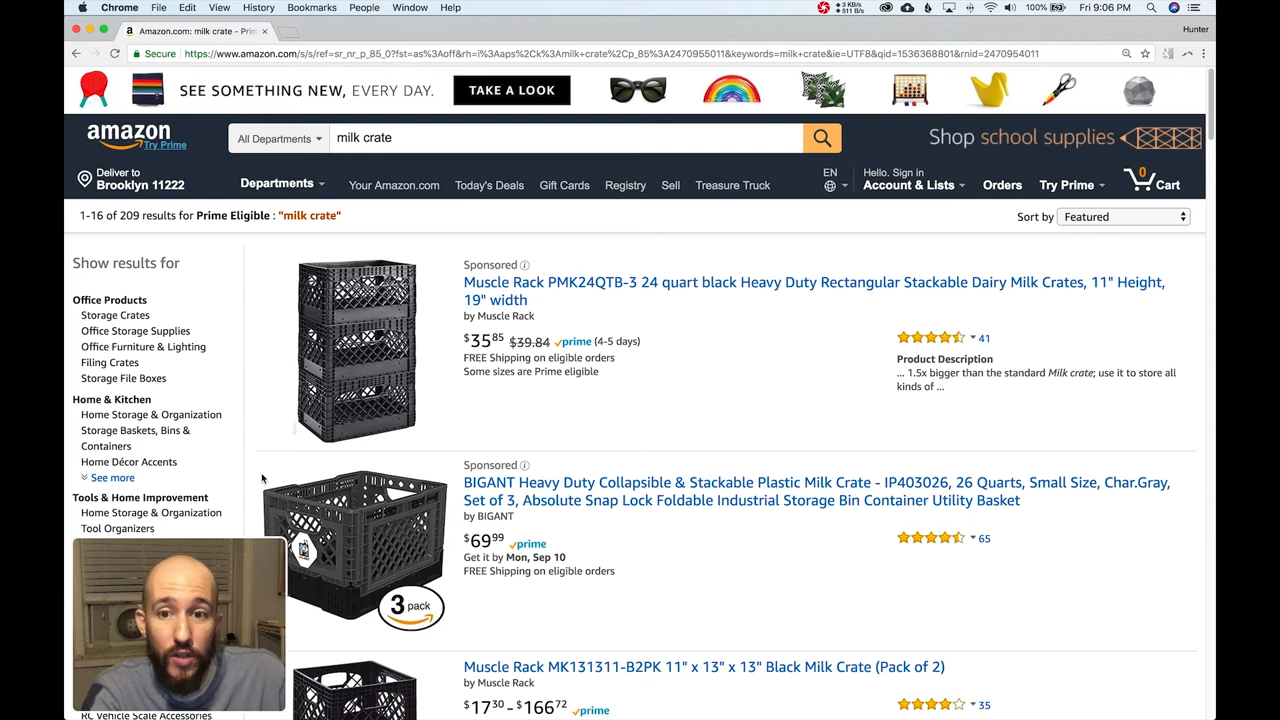 Chrome File Edit View History Bookmarks People Window Help
3 KB/s
511 B/s
100%
Fri 9:06 PM
Amazon.com: milk crate - Prim
Hunter
Secure https://www.amazon.com/s/s/ref=sr_nr_p_85_0?fst=as%3Aoff&rh=i%3Aaps%2Ck%3Amilk+crate%2Cp_85%3A2470955011&keywords=milk+crate&ie=UTF8&qid=1536368801&rnid=2470954011
SEE SOMETHING NEW, EVERY DAY. TAKE A LOOK
amazon
Try Prime
All Departments
milk crate
Shop school supplies
Deliver to
Brooklyn 11222
Departments
Your Amazon.com Today's Deals Gift Cards Registry Sell Treasure Truck
EN
Hello. Sign in
Account & Lists
Orders
Try Prime
0
Cart
1-16 of 209 results for Prime Eligible : "milk crate"
Sort by Featured
Show results for
Office Products
Storage Crates
Office Storage Supplies
Office Furniture & Lighting
Filing Crates
Storage File Boxes
Home & Kitchen
Home Storage & Organization
Storage Baskets, Bins &
Containers
Home Décor Accents
See more
Tools & Home Improvement
Home Storage & Organization
Tool Organizers
RC Vehicle Scale Accessories
Sponsored
Muscle Rack PMK24QTB-3 24 quart black Heavy Duty Rectangular Stackable Dairy Milk Crates, 11" Height,
19" width
by Muscle Rack
$35 85 $39.84 prime (4-5 days)
FREE Shipping on eligible orders
Some sizes are Prime eligible
41
Product Description
... 1.5x bigger than the standard Milk crate; use it to store all
kinds of ...
Sponsored
BIGANT Heavy Duty Collapsible & Stackable Plastic Milk Crate - IP403026, 26 Quarts, Small Size, Char.Gray,
Set of 3, Absolute Snap Lock Foldable Industrial Storage Bin Container Utility Basket
by BIGANT
$69 99 prime
Get it by Mon, Sep 10
FREE Shipping on eligible orders
65
3 pack
Muscle Rack MK131311-B2PK 11" x 13" x 13" Black Milk Crate (Pack of 2)
by Muscle Rack
$17 30 - $166 72 prime
35